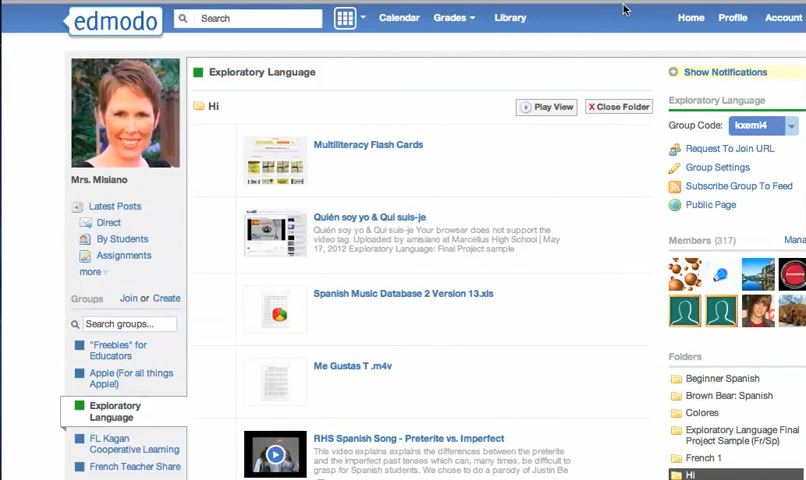 edmodo
Search
Calendar
Grades
Library
Home
Profile
Account
Mrs. Misiano
Latest Posts
Direct
By Students
Assignments
more
Groups
Join or Create
Search groups...
"Freebies" for
Educators
Apple (For all things
Apple!)
Exploratory
Language
FL Kagan
Cooperative Learning
French Teacher Share
Exploratory Language
Hi
Play View
X Close Folder
Multiliteracy Flash Cards
Quién soy yo & Qui suis-je
Quién soy yo & Qui suis-je Your browser does not support the
video tag. Uploaded by amisiano at Marcellus High School | May
17, 2012 Exploratory Language: Final Project sample
Spanish Music Database 2 Version 13.xls
Me Gustas T .m4v
RHS Spanish Song - Preterite vs. Imperfect
This video explains explains the differences between the preterite
and the imperfect past tenses which can, many times, be difficult to
grasp for Spanish students. We chose to do a parody of Justin Be
Show Notifications
Exploratory Language
Group Code:
kxemi4
Request To Join URL
Group Settings
Subscribe Group To Feed
Public Page
Members (317)
Mana
Folders
Beginner Spanish
Brown Bear: Spanish
Colores
Exploratory Language Final
Project Sample (Fr/Sp)
French 1
Hi